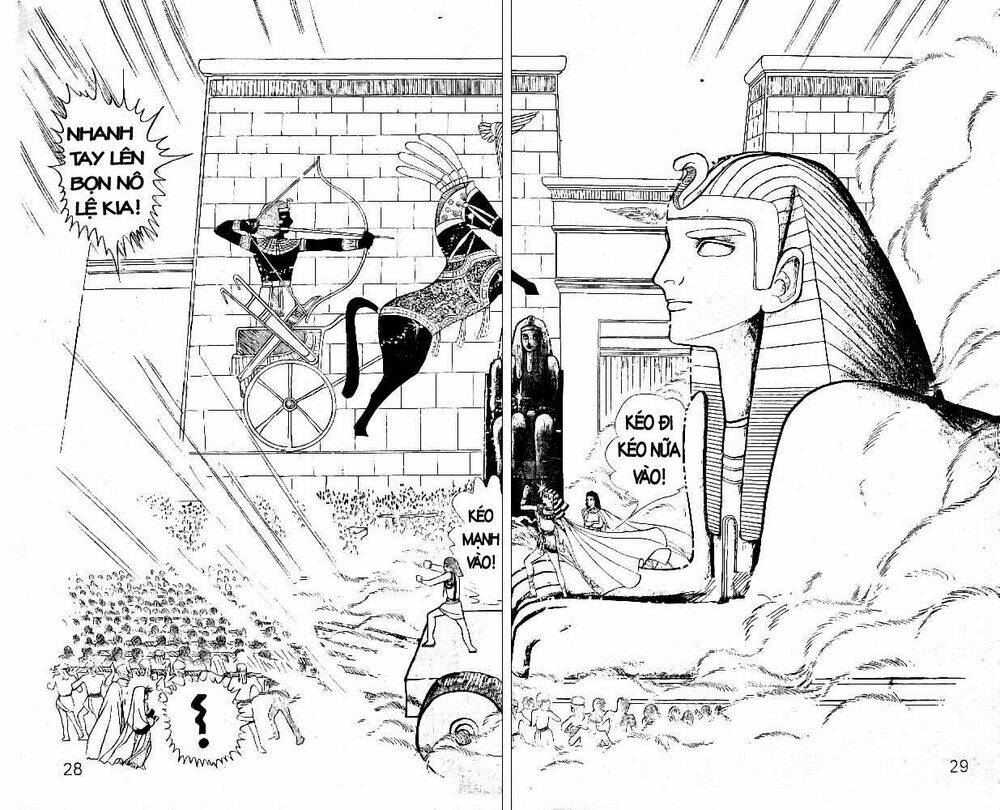 NHANH
TAY LÊN
BỌN NÔ
LỆ KIA!
KÉO MẠNH
VÀO!
KÉO ĐI
KÉO NỮA
VÀO!
?
28
29